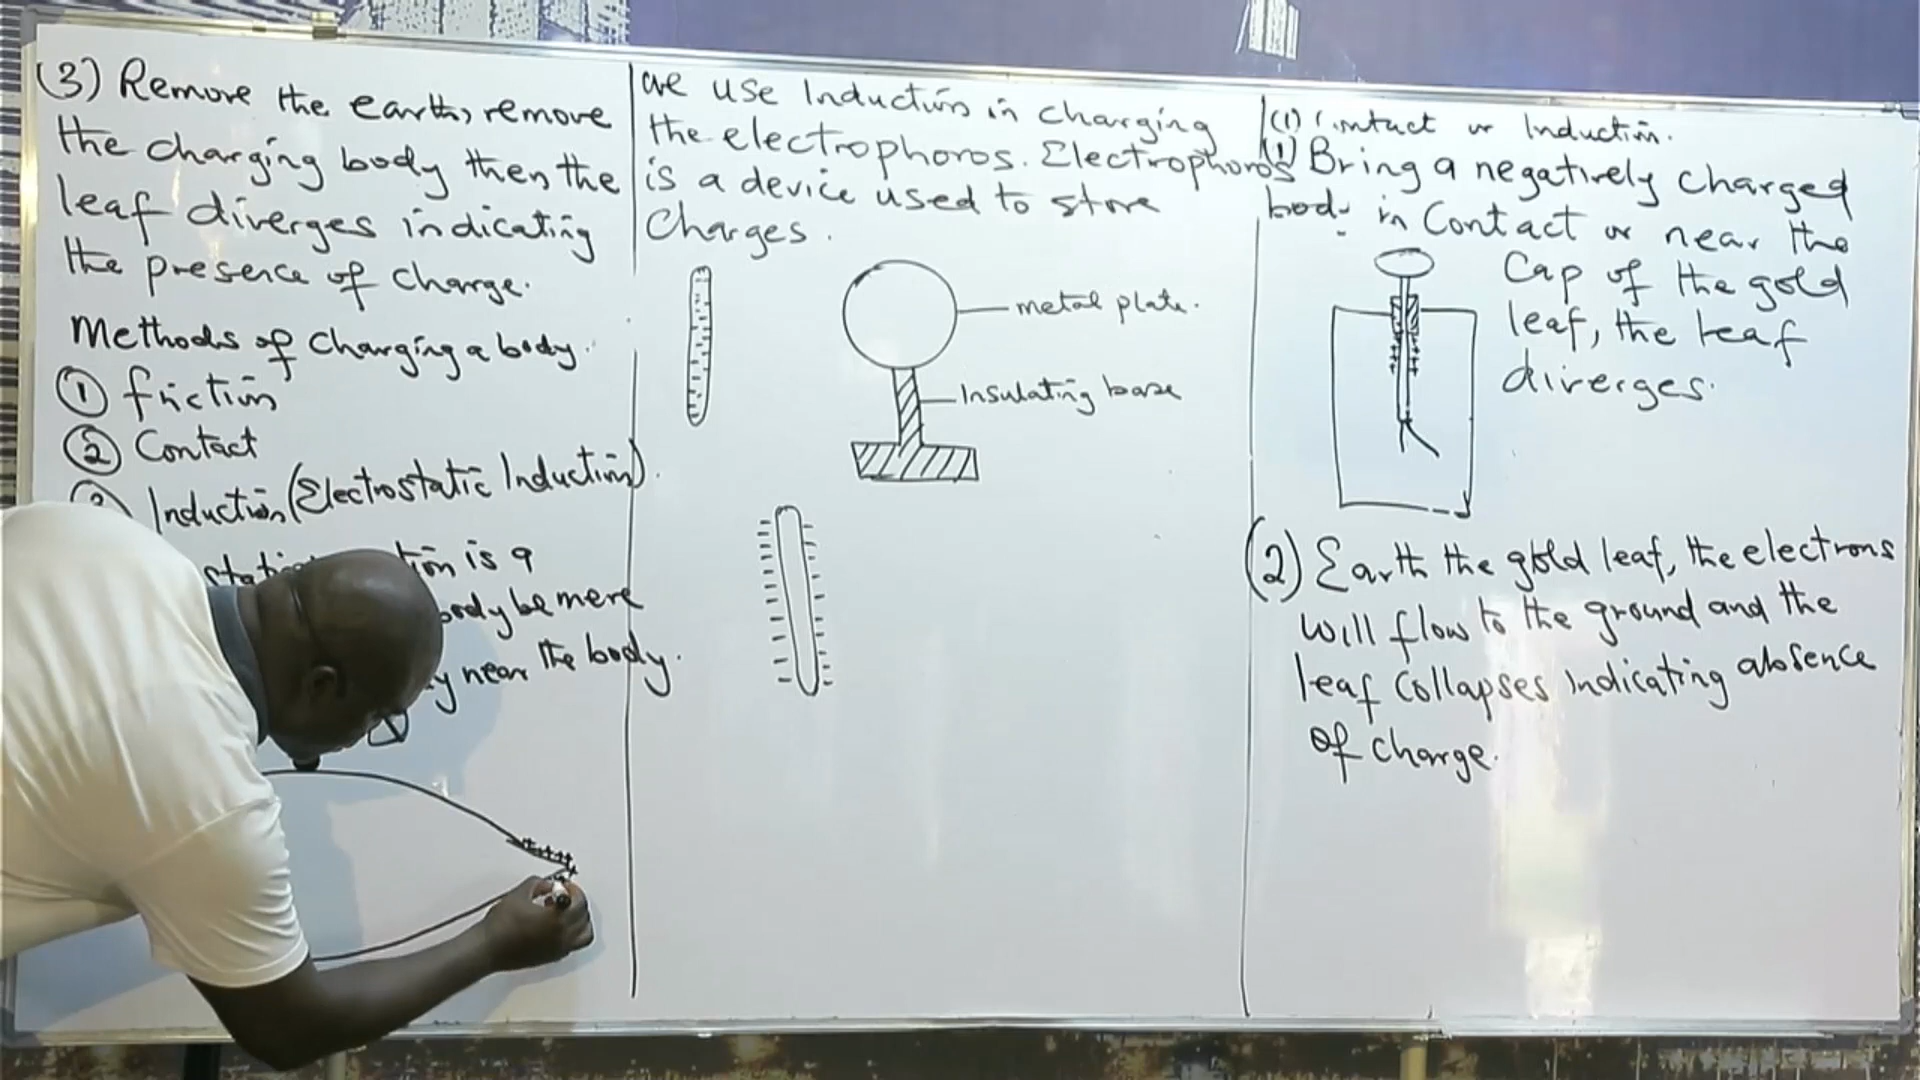 (3) Remove the earth, remove
the charging body then the
leaf diverges indicating
the presence of charge.
Methods of charging a body.
① friction
② Contact
Induction (Electrostatic Induction).
is a
body be mere
near the body.
we use Induction in charging
the electrophoros. Electrophoros
is a device used to store
Charges.
metal plate.
Insulating base
(1) Contact or Induction.
(1) Bring a negatively charged
body in Contact or near the
Cap of the gold
leaf, the leaf
diverges.
(2) Earth the gold leaf, the electrons
will flow to the ground and the
leaf Collapses indicating absence
of charge.